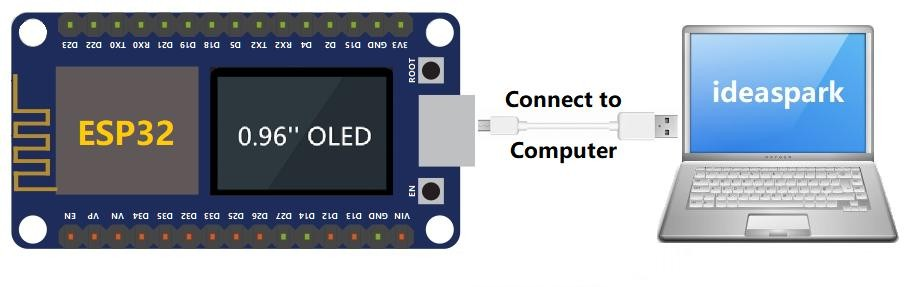 D23 D22 TX0 RX0 D21 D19 D18 D5 TX2 RX2 D4 D2 D15 GND 3V3
ROOT
ESP32
0.96'' OLED
Connect to
Computer
ideaspark
EN
EN VP VN D34 D35 D32 D33 D25 D26 D27 D14 D12 D13 GND VIN